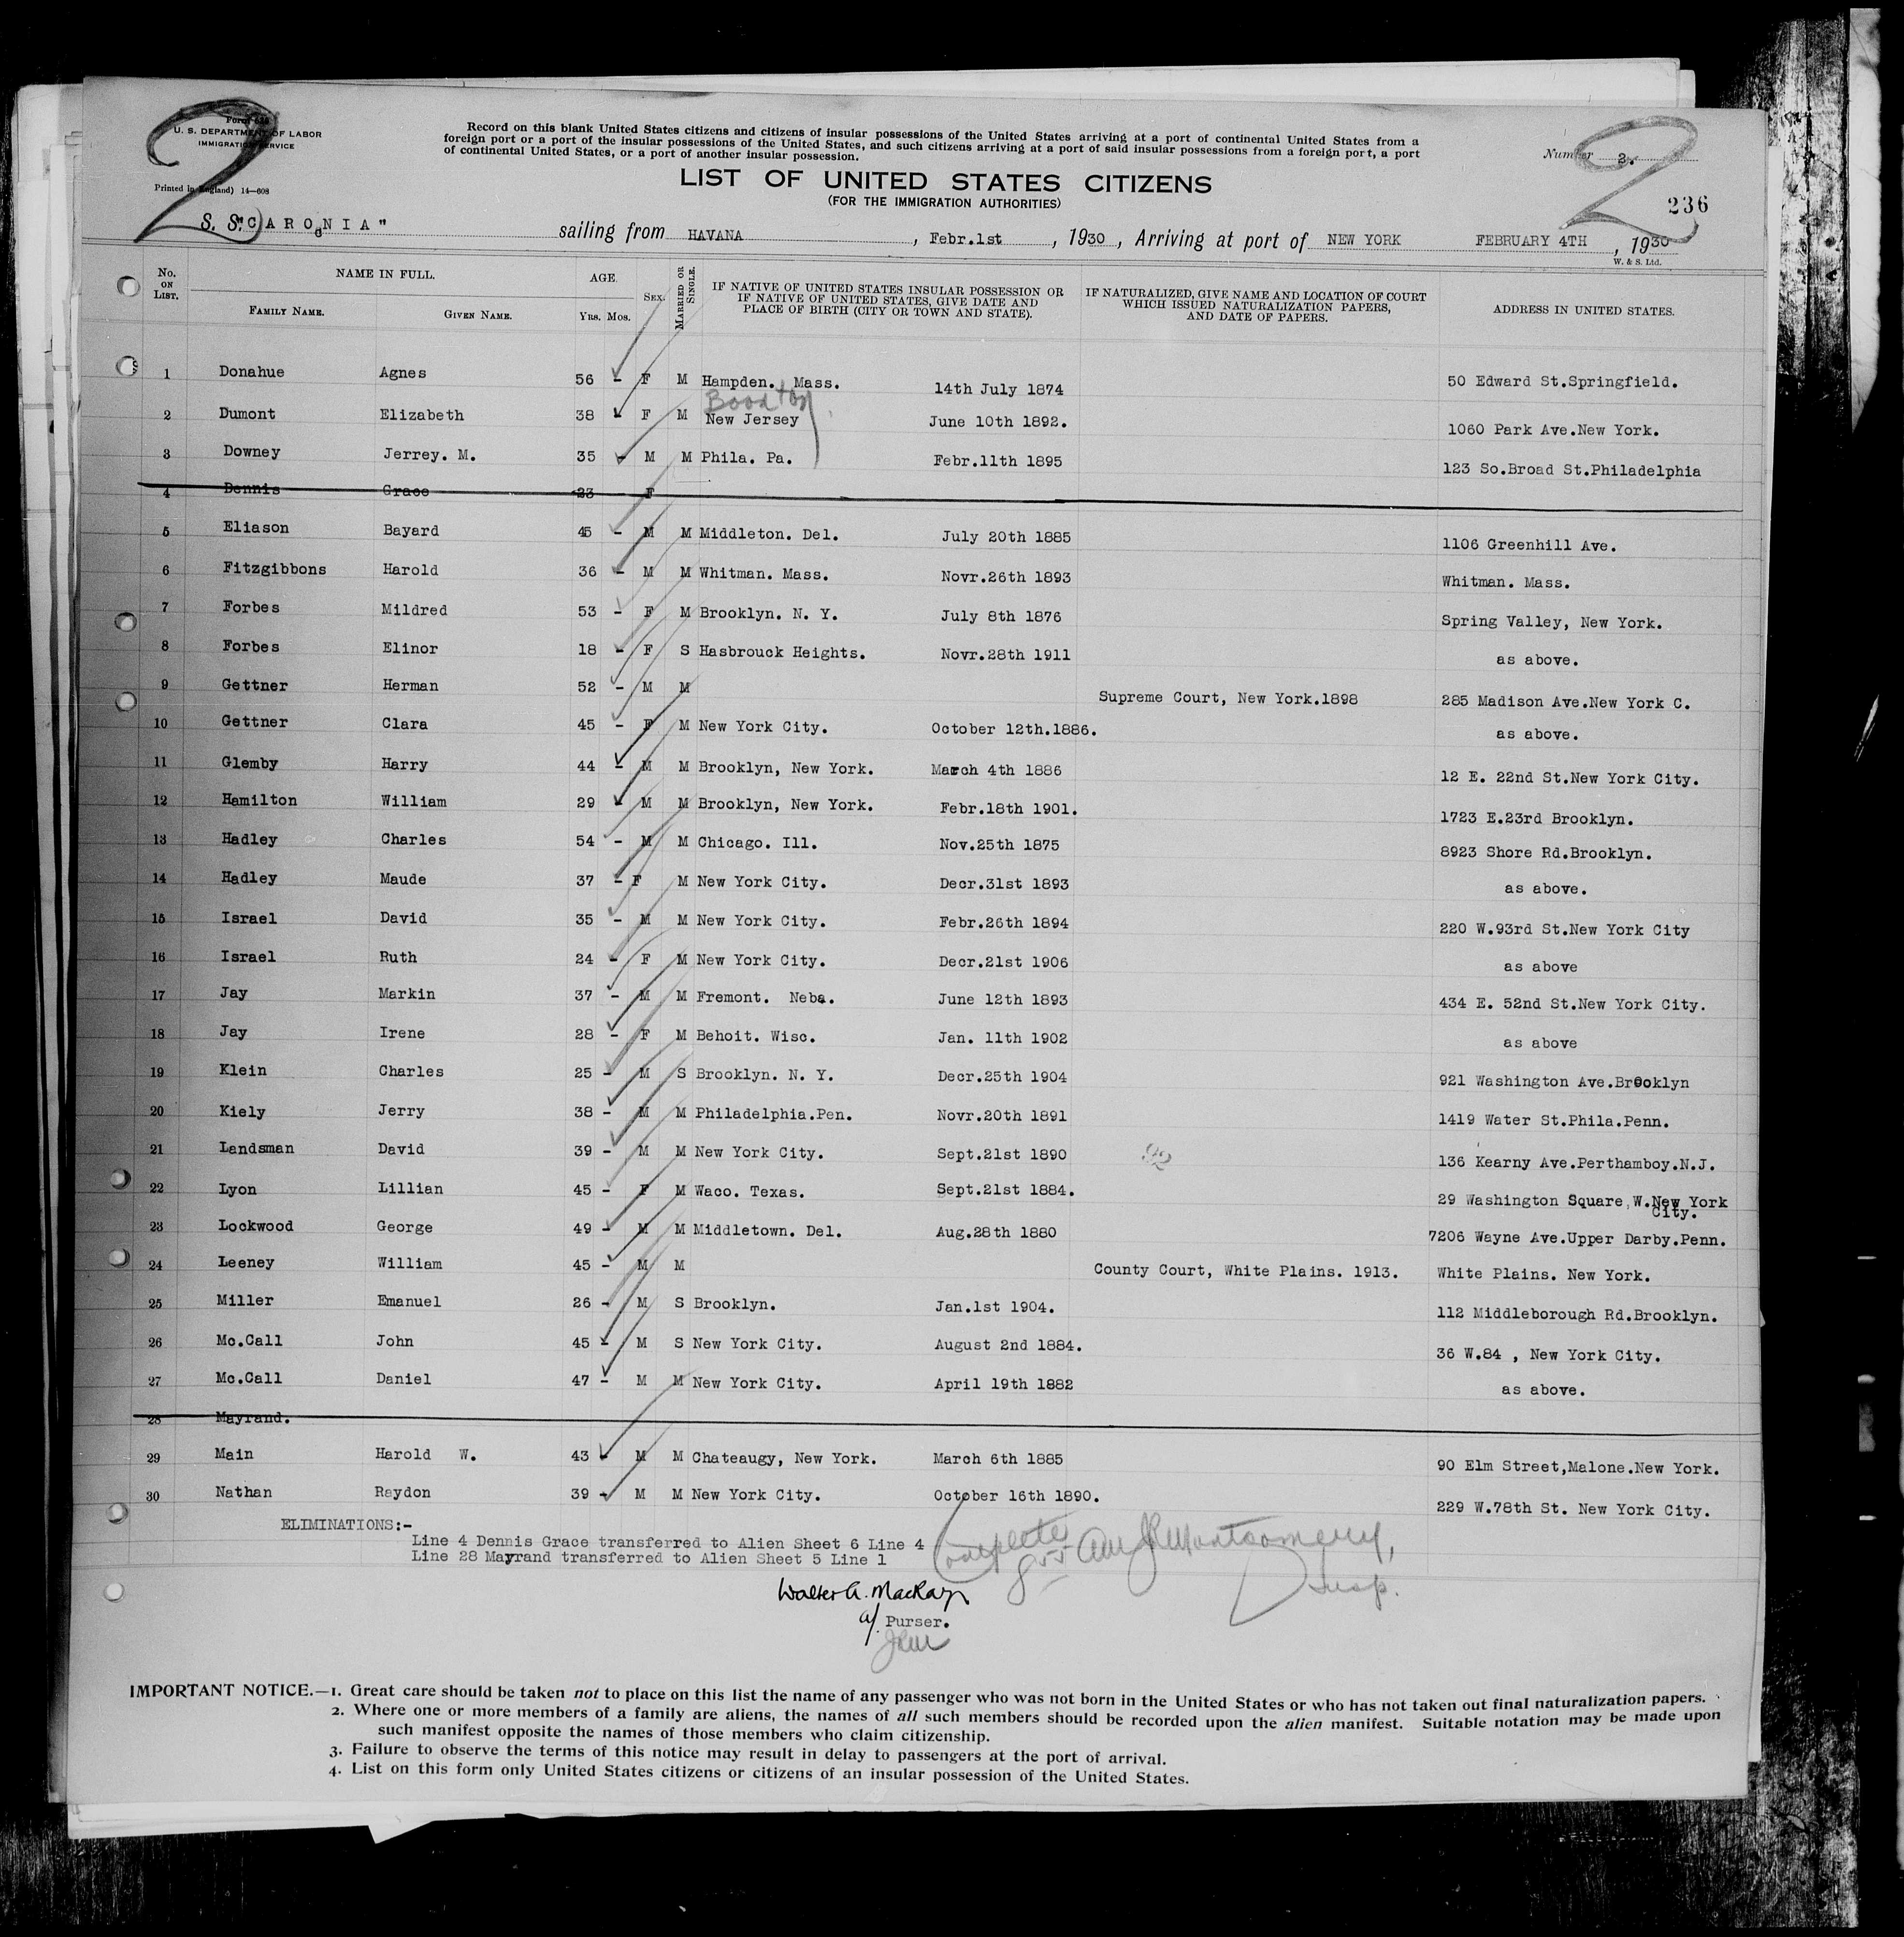 2
2
Form 630
U. S. DEPARTMENT OF LABOR
IMMIGRATION SERVICE
Printed in England) 14—608
Record on this blank United States citizens and citizens of insular possessions of the United States arriving at a port of continental United States from a
foreign port or a port of the insular possessions of the United States, and such citizens arriving at a port of said insular possessions from a foreign port, a port
of continental United States, or a port of another insular possession.
Number 2.
LIST OF UNITED STATES CITIZENS
(FOR THE IMMIGRATION AUTHORITIES)
236
S. S. "CARONIA" sailing from HAVANA, Febr.1st, 1930, Arriving at port of NEW YORK FEBRUARY 4TH, 1930
W. & S. Ltd.
No. ON LIST. NAME IN FULL. FAMILY NAME. GIVEN NAME. AGE. Yrs. Mos. SEX. MARRIED OR SINGLE. IF NATIVE OF UNITED STATES INSULAR POSSESSION OR IF NATIVE OF UNITED STATES, GIVE DATE AND PLACE OF BIRTH (CITY OR TOWN AND STATE). IF NATURALIZED, GIVE NAME AND LOCATION OF COURT WHICH ISSUED NATURALIZATION PAPERS, AND DATE OF PAPERS. ADDRESS IN UNITED STATES.
1 Donahue Agnes 56 - F M Hampden. Mass. 14th July 1874 50 Edward St.Springfield.
Boonton
2 Dumont Elizabeth 38 - F M New Jersey June 10th 1892. 1060 Park Ave.New York.
3 Downey Jerrey. M. 35 - M M Phila. Pa. Febr.11th 1895 123 So.Broad St.Philadelphia
4 Dennis Grace 23 F
5 Eliason Bayard 45 - M M Middleton. Del. July 20th 1885 1106 Greenhill Ave.
6 Fitzgibbons Harold 36 - M M Whitman. Mass. Novr.26th 1893 Whitman. Mass.
7 Forbes Mildred 53 - F M Brooklyn. N. Y. July 8th 1876 Spring Valley, New York.
8 Forbes Elinor 18 - F S Hasbrouck Heights. Novr.28th 1911 as above.
9 Gettner Herman 52 - M M Supreme Court, New York.1898 285 Madison Ave.New York C.
10 Gettner Clara 45 - F M New York City. October 12th.1886. as above.
11 Glemby Harry 44 - M M Brooklyn, New York. March 4th 1886 12 E. 22nd St.New York City.
12 Hamilton William 29 - M M Brooklyn, New York. Febr.18th 1901. 1723 E.23rd Brooklyn.
13 Hadley Charles 54 - M M Chicago. Ill. Nov.25th 1875 8923 Shore Rd.Brooklyn.
14 Hadley Maude 37 - F M New York City. Decr.31st 1893 as above.
15 Israel David 35 - M M New York City. Febr.26th 1894 220 W.93rd St.New York City
16 Israel Ruth 24 - F M New York City. Decr.21st 1906 as above
17 Jay Markin 37 - M M Fremont. Neba. June 12th 1893 434 E. 52nd St.New York City.
18 Jay Irene 28 - F M Behoit. Wisc. Jan. 11th 1902 as above
19 Klein Charles 25 - M S Brooklyn. N. Y. Decr.25th 1904 921 Washington Ave.Brooklyn
20 Kiely Jerry 38 - M M Philadelphia.Pen. Novr.20th 1891 1419 Water St.Phila.Penn.
21 Landsman David 39 - M M New York City. Sept.21st 1890 92 136 Kearny Ave.Perthamboy.N.J.
22 Lyon Lillian 45 - F M Waco. Texas. Sept.21st 1884. 29 Washington Square,W.New York City.
23 Lockwood George 49 - M M Middletown. Del. Aug.28th 1880 7206 Wayne Ave.Upper Darby.Penn.
24 Leeney William 45 - M M County Court, White Plains. 1913. White Plains. New York.
25 Miller Emanuel 26 - M S Brooklyn. Jan.1st 1904. 112 Middleborough Rd.Brooklyn.
26 Mc.Call John 45 - M S New York City. August 2nd 1884. 36 W.84 , New York City.
27 Mc.Call Daniel 47 - M M New York City. April 19th 1882 as above.
28 Mayrand.
29 Main Harold W. 43 - M M Chateaugy, New York. March 6th 1885 90 Elm Street,Malone.New York.
30 Nathan Raydon 39 - M M New York City. October 16th 1890. 229 W.78th St. New York City.
ELIMINATIONS:-
Line 4 Dennis Grace transferred to Alien Sheet 6 Line 4
Line 28 Mayrand transferred to Alien Sheet 5 Line 1
Complete 8 55 AM JRMontgomery,
Insp.
Walter A. Mackay
a/. Purser.
JRM
IMPORTANT NOTICE.—1. Great care should be taken not to place on this list the name of any passenger who was not born in the United States or who has not taken out final naturalization papers.
2. Where one or more members of a family are aliens, the names of all such members should be recorded upon the alien manifest. Suitable notation may be made upon
such manifest opposite the names of those members who claim citizenship.
3. Failure to observe the terms of this notice may result in delay to passengers at the port of arrival.
4. List on this form only United States citizens or citizens of an insular possession of the United States.